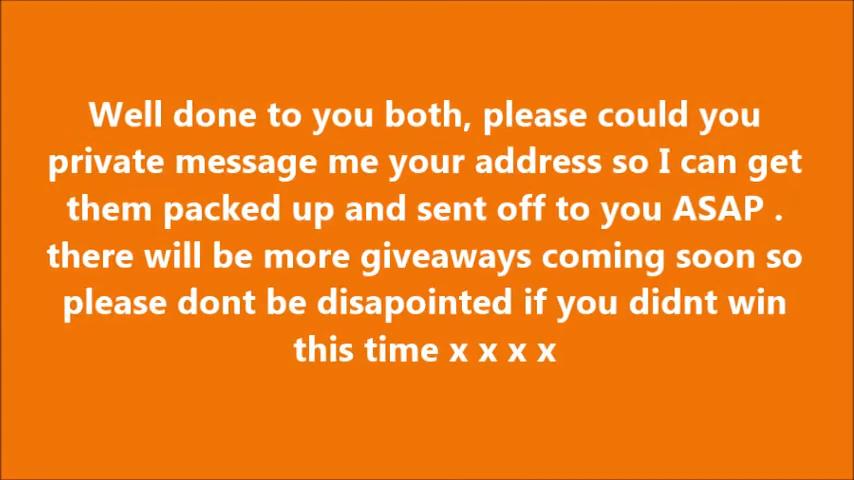 Well done to you both, please could you
private message me your address so I can get
them packed up and sent off to you ASAP .
there will be more giveaways coming soon so
please dont be disapointed if you didnt win
this time x x x x